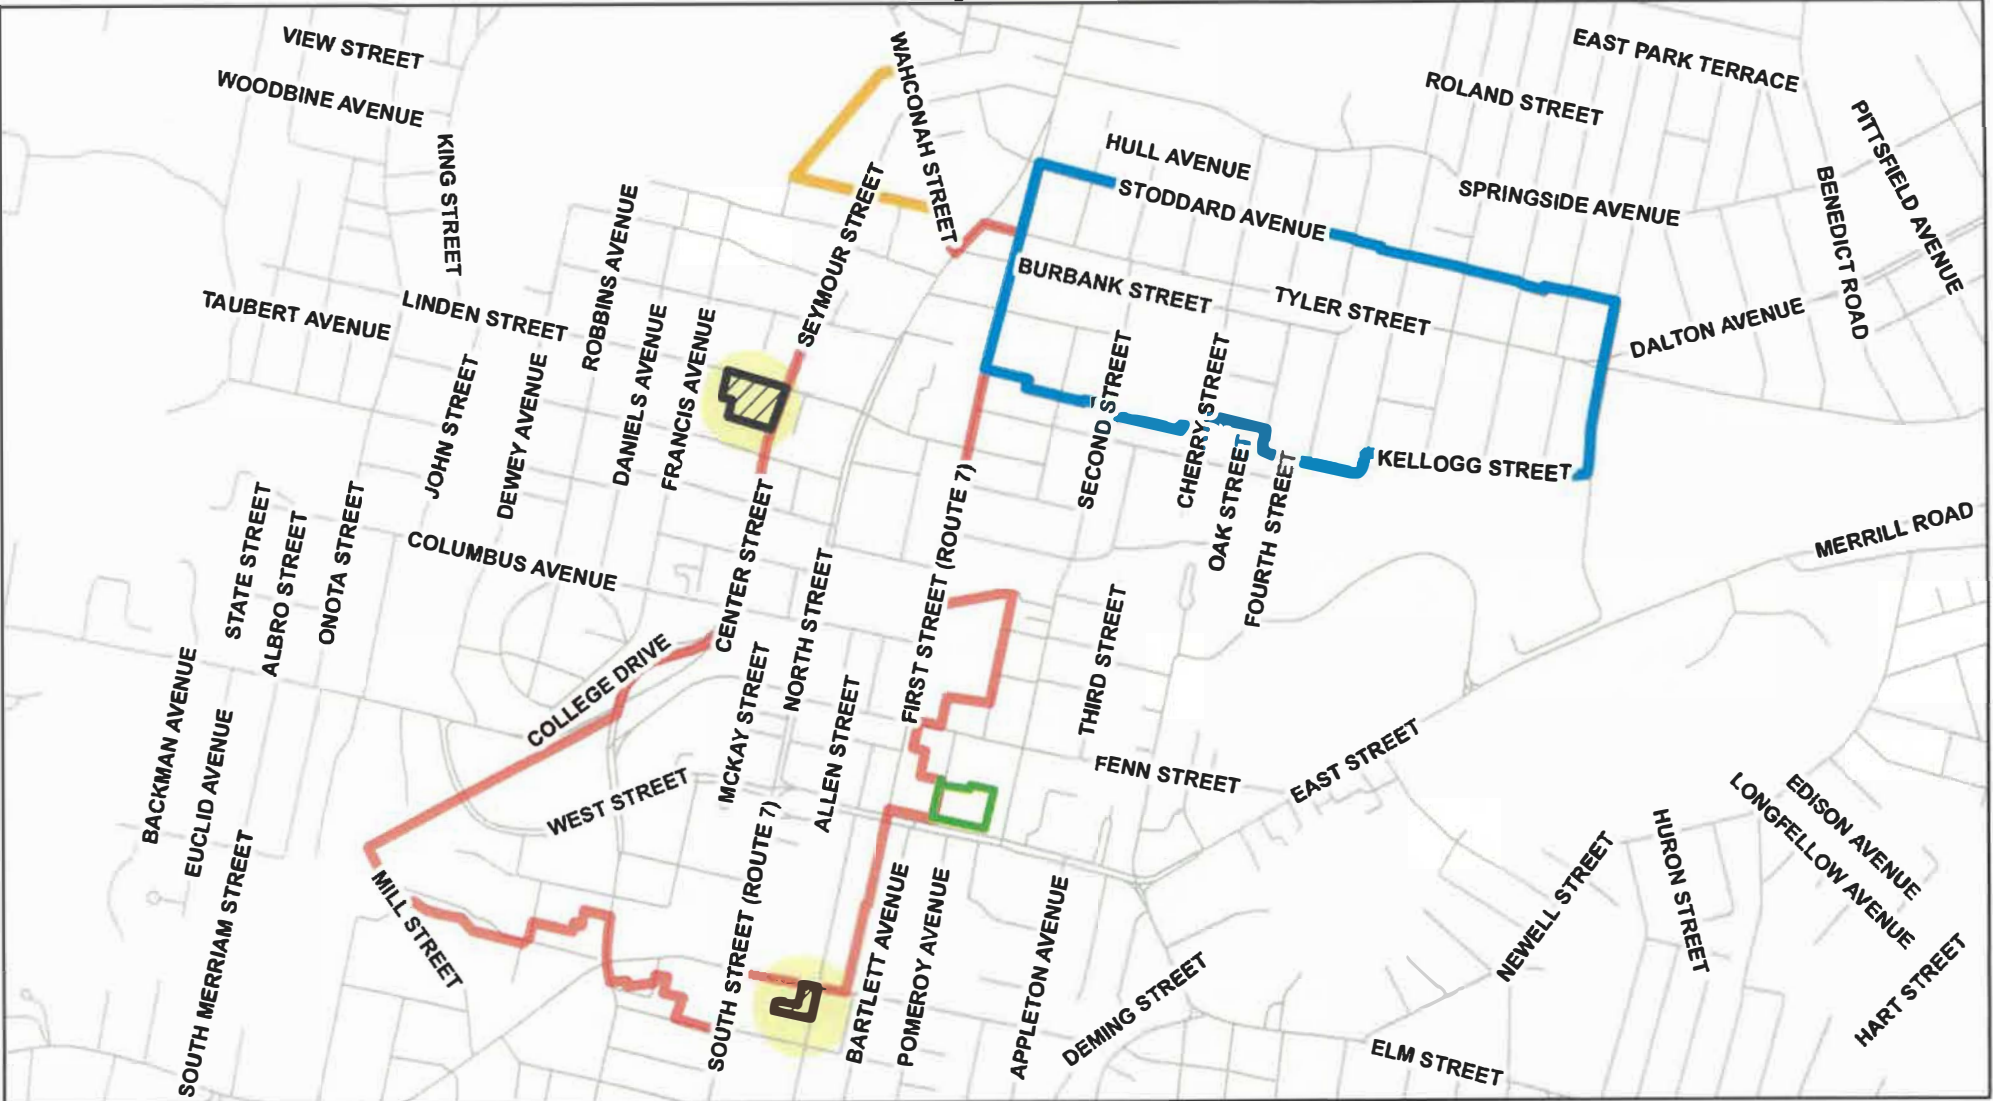 VIEW STREET
WOODBINE AVENUE
KING STREET
WAHCONAH STREET
EAST PARK TERRACE
ROLAND STREET
PITTSFIELD AVENUE
HULL AVENUE
STODDARD AVENUE
SPRINGSIDE AVENUE
BENEDICT ROAD
SEYMOUR STREET
ROBBINS AVENUE
BURBANK STREET
TYLER STREET
DALTON AVENUE
TAUBERT AVENUE
LINDEN STREET
DANIELS AVENUE
FRANCIS AVENUE
JOHN STREET
DEWEY AVENUE
SECOND STREET
CHERRY STREET
OAK STREET
FOURTH STREET
KELLOGG STREET
MERRILL ROAD
STATE STREET
ALBRO STREET
ONOTA STREET
COLUMBUS AVENUE
CENTER STREET
NORTH STREET
FIRST STREET (ROUTE 7)
THIRD STREET
COLLEGE DRIVE
MCKAY STREET
ALLEN STREET
BACKMAN AVENUE
EUCLID AVENUE
WEST STREET
FENN STREET
EAST STREET
SOUTH MERRIAM STREET
MILL STREET
SOUTH STREET (ROUTE 7)
BARTLETT AVENUE
POMEROY AVENUE
APPLETON AVENUE
DEMING STREET
NEWELL STREET
HURON STREET
EDISON AVENUE
LONGFELLOW AVENUE
HART STREET
ELM STREET